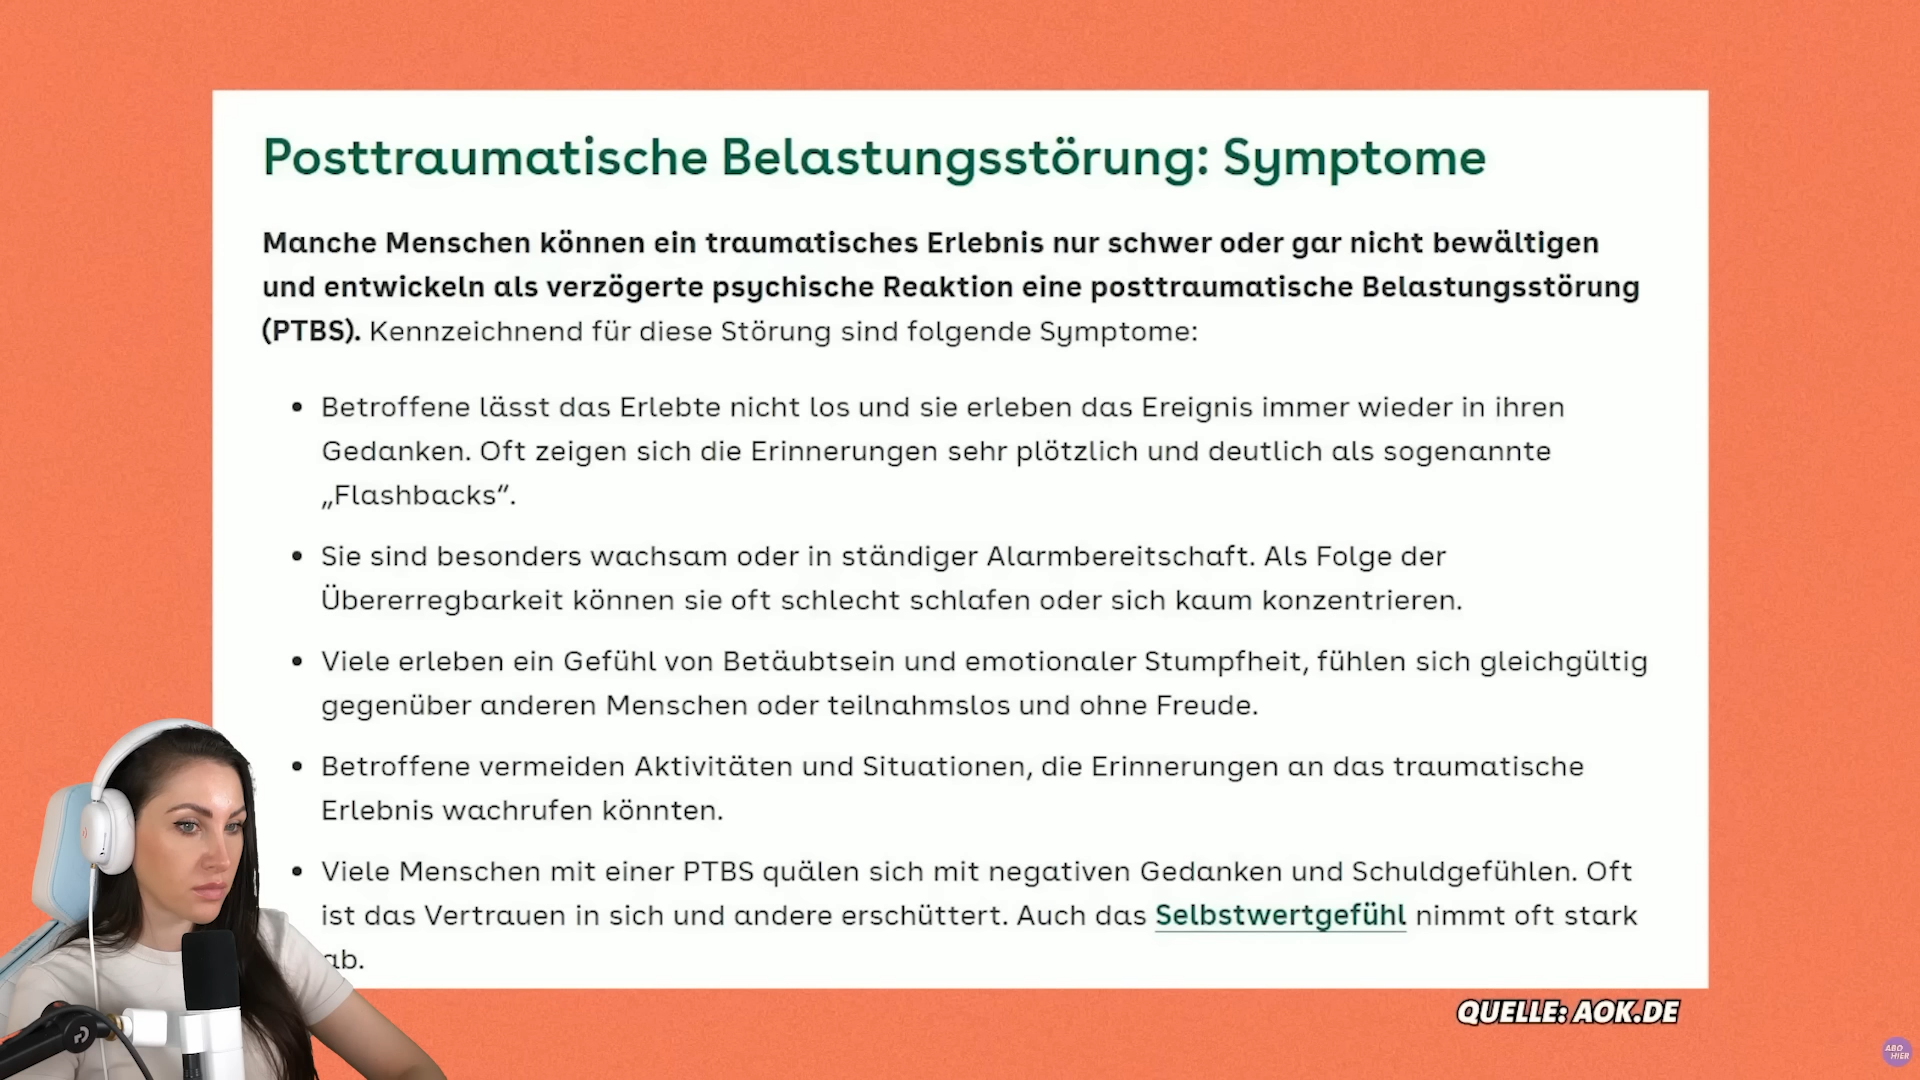 Posttraumatische Belastungsstörung: Symptome
Manche Menschen können ein traumatisches Erlebnis nur schwer oder gar nicht bewältigen
und entwickeln als verzögerte psychische Reaktion eine posttraumatische Belastungsstörung
(PTBS). Kennzeichnend für diese Störung sind folgende Symptome:
• Betroffene lässt das Erlebte nicht los und sie erleben das Ereignis immer wieder in ihren
Gedanken. Oft zeigen sich die Erinnerungen sehr plötzlich und deutlich als sogenannte
„Flashbacks“.
• Sie sind besonders wachsam oder in ständiger Alarmbereitschaft. Als Folge der
Übererregbarkeit können sie oft schlecht schlafen oder sich kaum konzentrieren.
• Viele erleben ein Gefühl von Betäubtsein und emotionaler Stumpfheit, fühlen sich gleichgültig
gegenüber anderen Menschen oder teilnahmslos und ohne Freude.
• Betroffene vermeiden Aktivitäten und Situationen, die Erinnerungen an das traumatische
Erlebnis wachrufen könnten.
• Viele Menschen mit einer PTBS quälen sich mit negativen Gedanken und Schuldgefühlen. Oft
ist das Vertrauen in sich und andere erschüttert. Auch das Selbstwertgefühl nimmt oft stark
ab.
QUELLE: AOK.DE
ABO
HIER